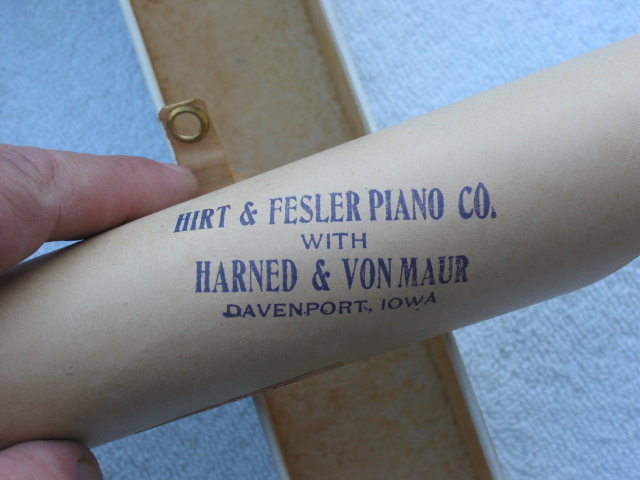 HIRT & FESLER PIANO CO.
WITH
HARNED & VON MAUR
DAVENPORT, IOWA